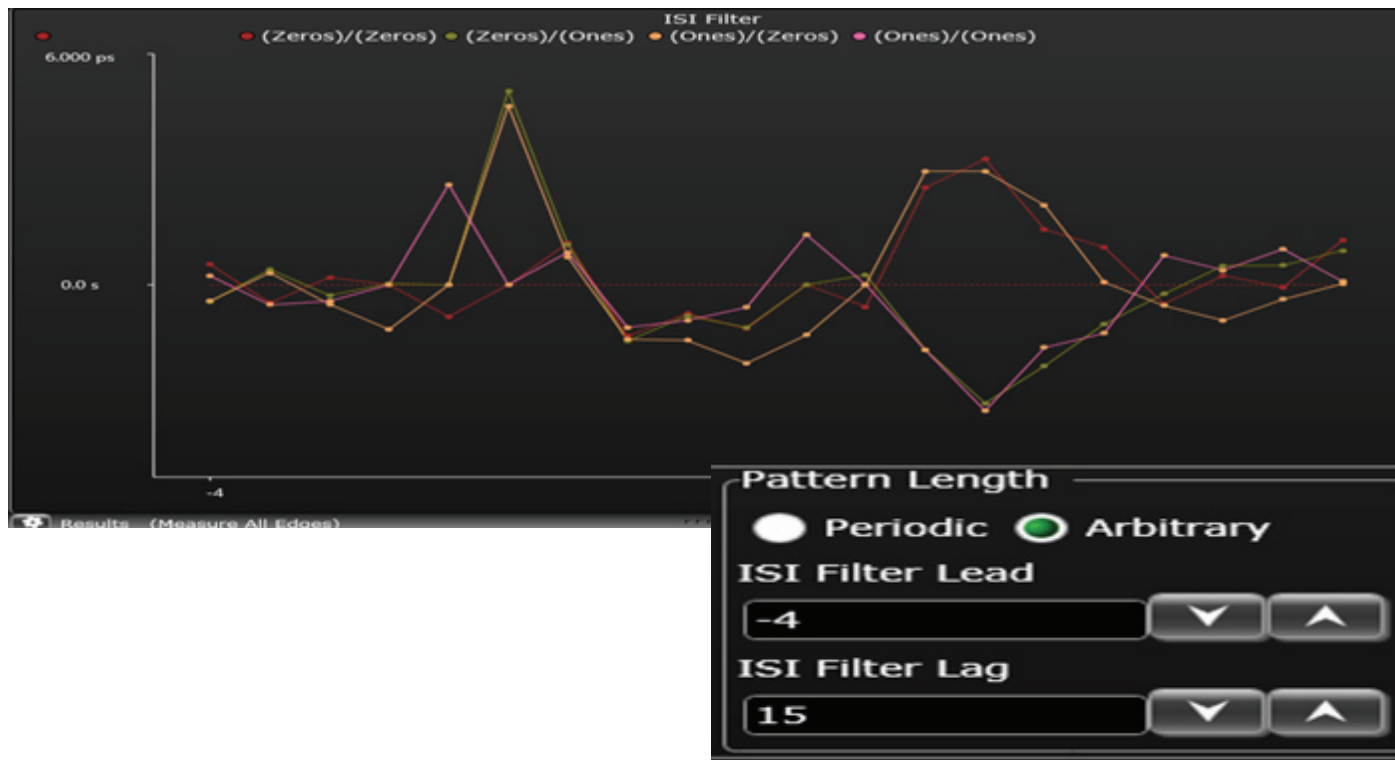 ISI Filter
(Zeros)/(Zeros) (Zeros)/(Ones) (Ones)/(Zeros) (Ones)/(Ones)
6.000 ps
0.0 s
-4
Results (Measure All Edges)
Pattern Length
Periodic Arbitrary
ISI Filter Lead
-4
ISI Filter Lag
15